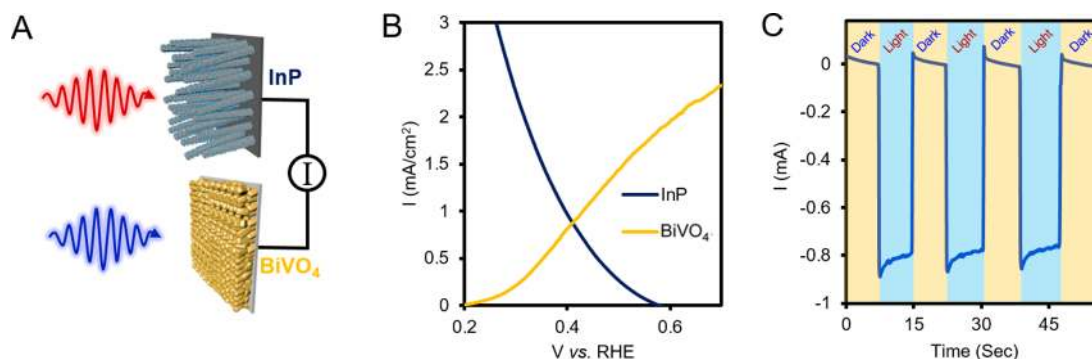 A
InP
I
BiVO₄
B
3
2.5
2
1.5
1
0.5
0
I (mA/cm²)
InP
BiVO₄
0.2
0.4
0.6
V vs. RHE
C
Dark
Light
Dark
Light
Dark
Light
0
-0.2
-0.4
-0.6
-0.8
-1
I (mA)
0
15
30
45
Time (Sec)